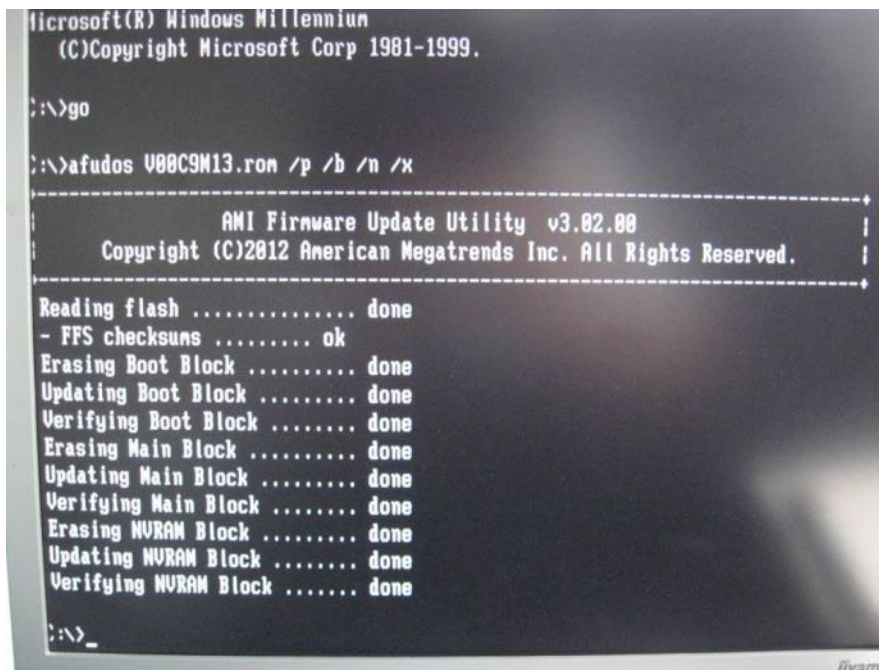 Microsoft(R) Windows Millennium
(C)Copyright Microsoft Corp 1981-1999.
C:\>go
C:\>afudos V00C9M13.rom /p /b /n /x
AMI Firmware Update Utility v3.02.00
Copyright (C)2012 American Megatrends Inc. All Rights Reserved.
Reading flash ............... done
- FFS checksums ......... ok
Erasing Boot Block .......... done
Updating Boot Block ......... done
Verifying Boot Block ........ done
Erasing Main Block .......... done
Updating Main Block ......... done
Verifying Main Block ........ done
Erasing NVRAM Block ......... done
Updating NVRAM Block ........ done
Verifying NVRAM Block ....... done
C:\>_